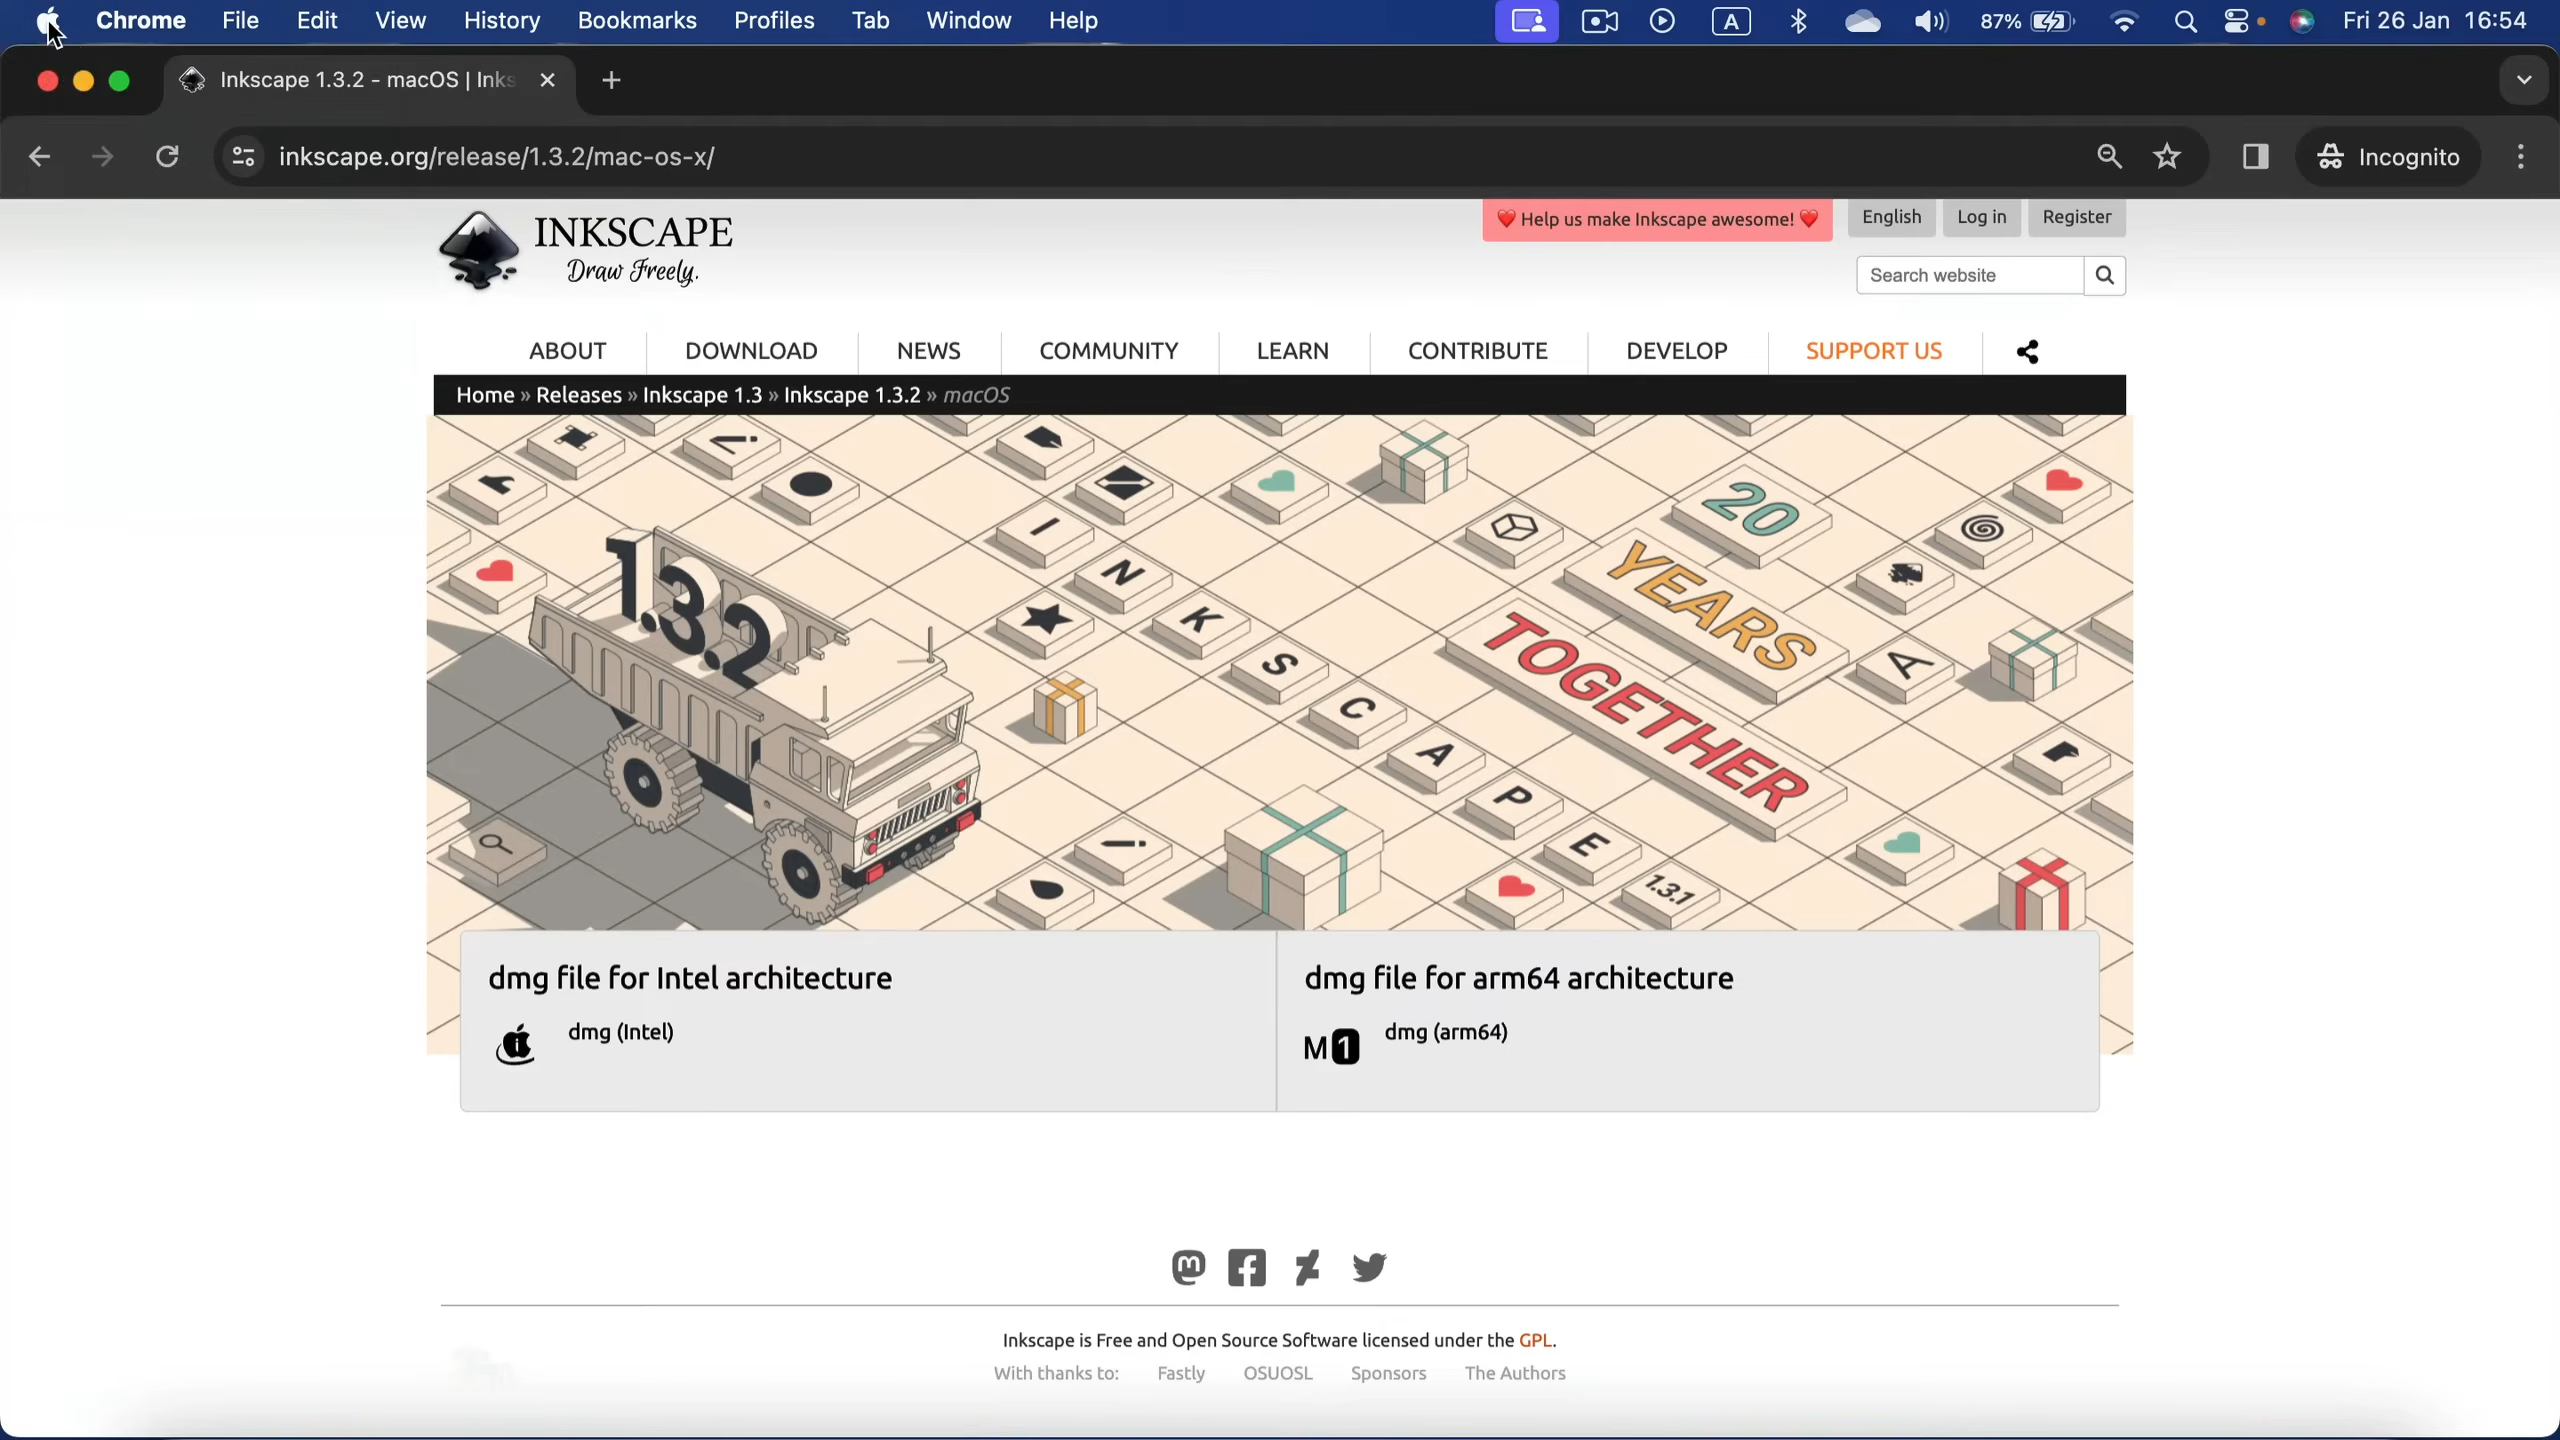 Chrome File Edit View History Bookmarks Profiles Tab Window Help A 87% Fri 26 Jan 16:54
Inkscape 1.3.2 - macOS | Inks
inkscape.org/release/1.3.2/mac-os-x/ Incognito
INKSCAPE
Draw Freely.
❤️ Help us make Inkscape awesome! ❤️ English Log in Register
Search website
ABOUT DOWNLOAD NEWS COMMUNITY LEARN CONTRIBUTE DEVELOP SUPPORT US
Home » Releases » Inkscape 1.3 » Inkscape 1.3.2 » macOS
1.3.2
INKSCAPE
1.3.1
20
YEARS
TOGETHER
A
dmg file for Intel architecture
dmg (Intel)
dmg file for arm64 architecture
M1 dmg (arm64)
Inkscape is Free and Open Source Software licensed under the GPL.
With thanks to: Fastly OSUOSL Sponsors The Authors